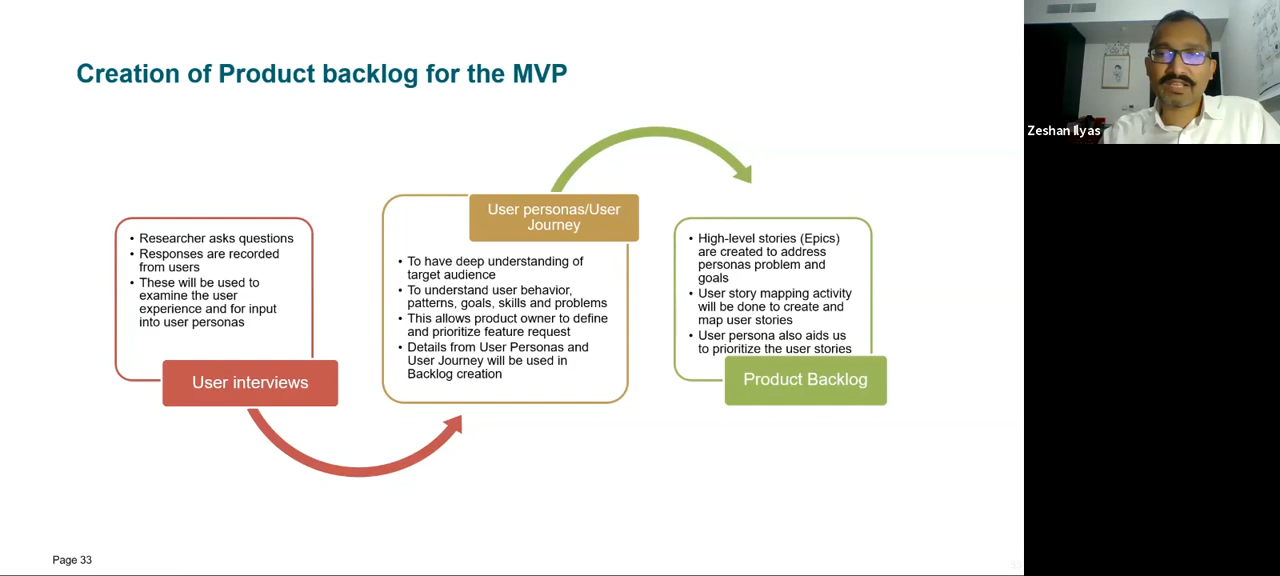 Creation of Product backlog for the MVP
Zeshan Ilyas
• Researcher asks questions
• Responses are recorded
from users
• These will be used to
examine the user
experience and for input
into user personas
User interviews
User personas/User
Journey
• To have deep understanding of
target audience
• To understand user behavior,
patterns, goals, skills and problems
• This allows product owner to define
and prioritize feature request
• Details from User Personas and
User Journey will be used in
Backlog creation
• High-level stories (Epics)
are created to address
personas problem and
goals
• User story mapping activity
will be done to create and
map user stories
• User persona also aids us
to prioritize the user stories
Product Backlog
Page 33
33